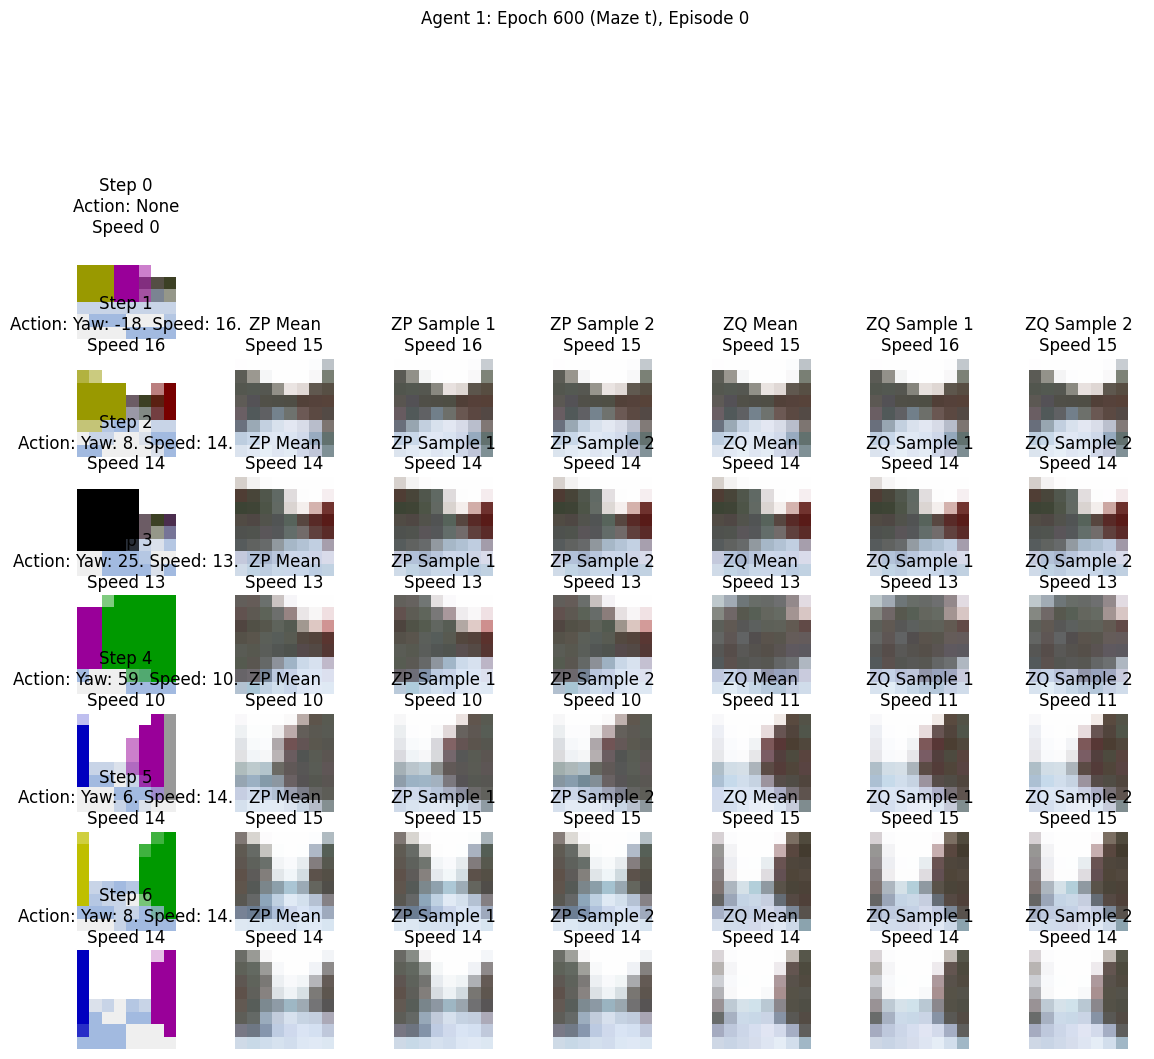 Agent 1: Epoch 600 (Maze t), Episode 0
Step 0
Action: None
Speed 0
Step 1
Action: Yaw: -18. Speed: 16.
Speed 16
ZP Mean
Speed 15
ZP Sample 1
Speed 16
ZP Sample 2
Speed 15
ZQ Mean
Speed 15
ZQ Sample 1
Speed 16
ZQ Sample 2
Speed 15
Step 2
Action: Yaw: 8. Speed: 14.
Speed 14
ZP Mean
Speed 14
ZP Sample 1
Speed 14
ZP Sample 2
Speed 14
ZQ Mean
Speed 14
ZQ Sample 1
Speed 14
ZQ Sample 2
Speed 14
3
Action: Yaw: 25. Speed: 13.
Speed 13
ZP Mean
Speed 13
ZP Sample 1
Speed 13
ZP Sample 2
Speed 13
ZQ Mean
Speed 13
ZQ Sample 1
Speed 13
ZQ Sample 2
Speed 13
Step 4
Action: Yaw: 59. Speed: 10.
Speed 10
ZP Mean
Speed 10
ZP Sample 1
Speed 10
ZP Sample 2
Speed 10
ZQ Mean
Speed 11
ZQ Sample 1
Speed 11
ZQ Sample 2
Speed 11
Step 5
Action: Yaw: 6. Speed: 14.
Speed 14
ZP Mean
Speed 15
ZP Sample 1
Speed 15
ZP Sample 2
Speed 15
ZQ Mean
Speed 15
ZQ Sample 1
Speed 15
ZQ Sample 2
Speed 15
Step 6
Action: Yaw: 8. Speed: 14.
Speed 14
ZP Mean
Speed 14
ZP Sample 1
Speed 14
ZP Sample 2
Speed 14
ZQ Mean
Speed 14
ZQ Sample 1
Speed 14
ZQ Sample 2
Speed 14